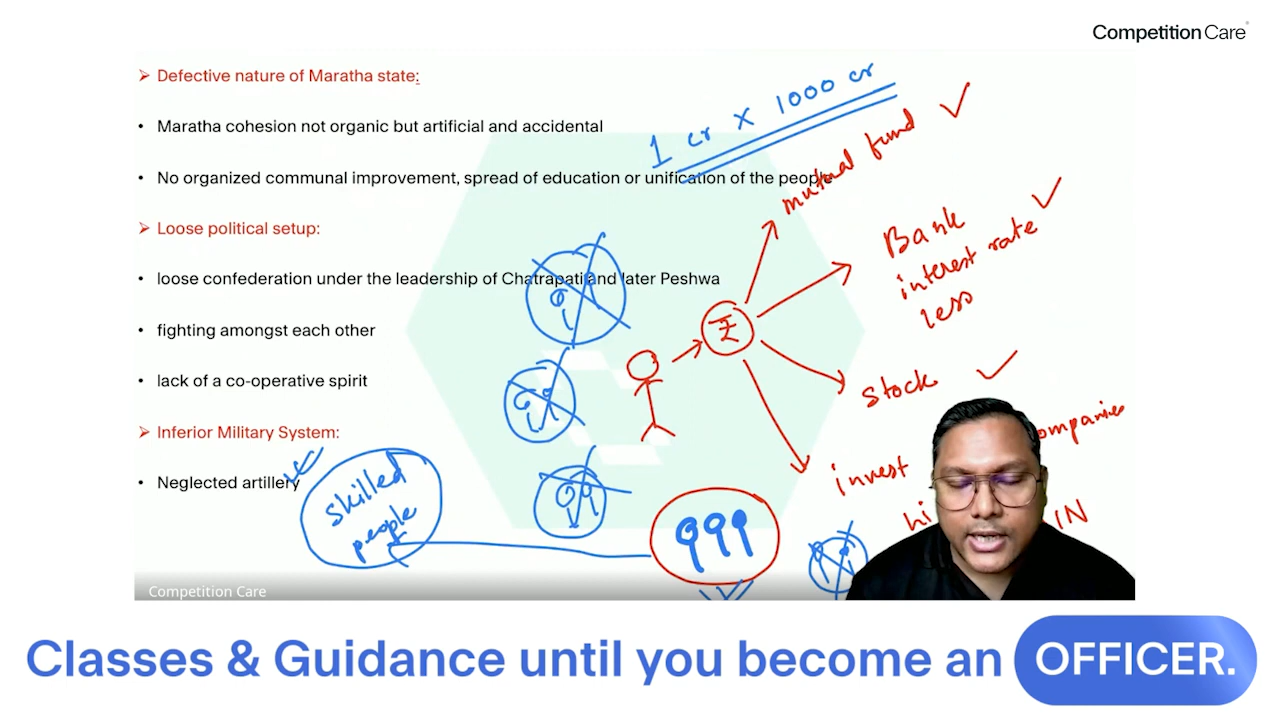 Competition Care
➢ Defective nature of Maratha state:
• Maratha cohesion not organic but artificial and accidental
1 cr x 1000 cr
mutual fund
• No organized communal improvement, spread of education or unification of the people
➢ Loose political setup:
Bank
interest rate
less
• loose confederation under the leadership of Chatrapati and later Peshwa
• fighting amongst each other
₹
• lack of a co-operative spirit
stock
➢ Inferior Military System:
• Neglected artillery
skilled
people
invest
ompanies
hi
IN
Competition Care
Classes & Guidance until you become an OFFICER.